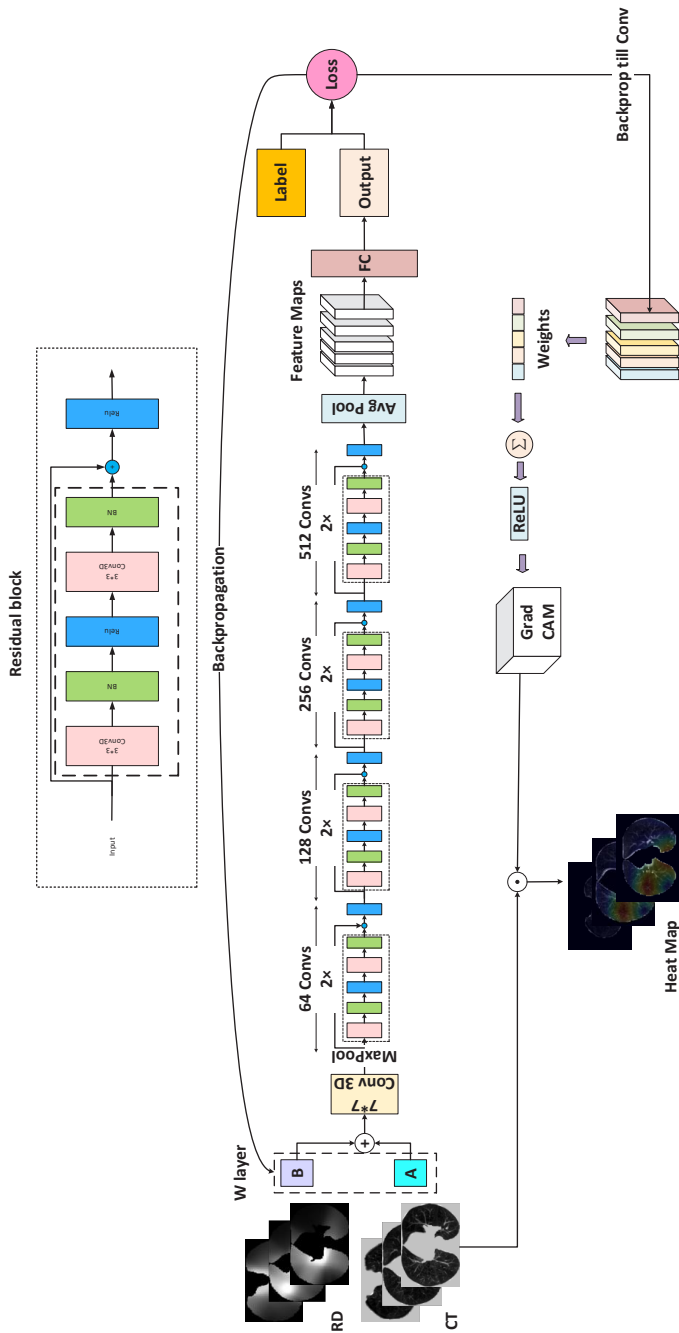 Residual block
Input
3*3
Conv3D
BN
Relu
3*3
Conv3D
BN
Relu
Backpropagation
W layer
B
A
RD
CT
7*7
Conv 3D
MaxPool
64 Convs
2×
128 Convs
2×
256 Convs
2×
512 Convs
2×
Avg Pool
Feature Maps
FC
Label
Output
Loss
Backprop till Conv
Weights
Σ
ReLU
Grad
CAM
Heat Map